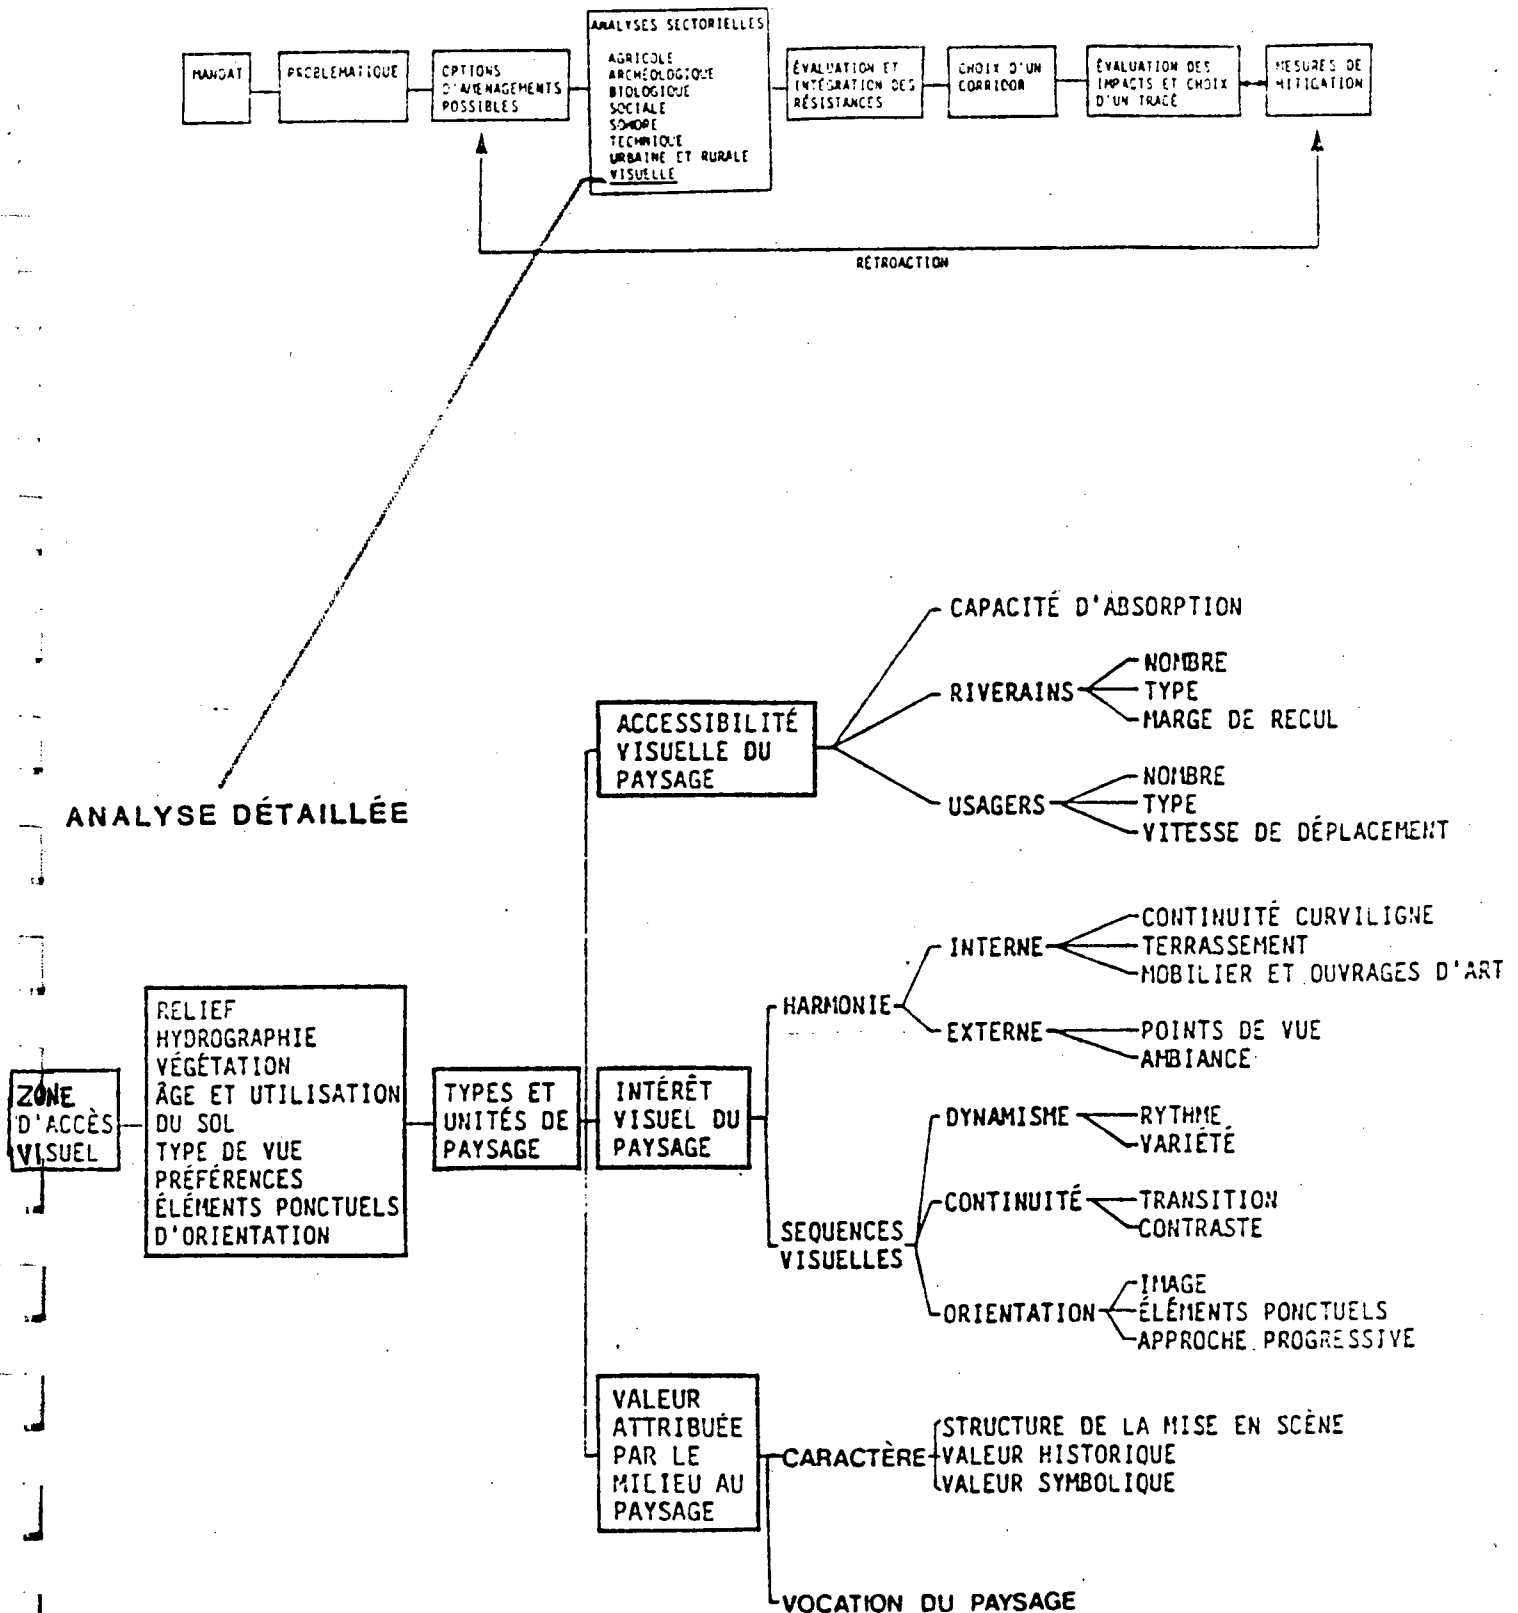 MANDAT
PROBLEMATIQUE
OPTIONS
D'AMÉNAGEMENTS
POSSIBLES
ANALYSES SECTORIELLES
AGRICOLE
ARCHÉOLOGIQUE
BIOLOGIQUE
SOCIALE
SONORE
TECHNIQUE
URBAINE ET RURALE
VISUELLE
ÉVALUATION ET
INTÉGRATION DES
RÉSISTANCES
CHOIX D'UN
CORRIDOR
ÉVALUATION DES
IMPACTS ET CHOIX
D'UN TRACÉ
MESURES DE
MITIGATION
RÉTROACTION
ANALYSE DÉTAILLÉE
ZONE
D'ACCÈS
VISUEL
RELIEF
HYDROGRAPHIE
VÉGÉTATION
ÂGE ET UTILISATION
DU SOL
TYPE DE VUE
PRÉFÉRENCES
ÉLÉMENTS PONCTUELS
D'ORIENTATION
TYPES ET
UNITÉS DE
PAYSAGE
ACCESSIBILITÉ
VISUELLE DU
PAYSAGE
CAPACITÉ D'ABSORPTION
RIVERAINS
NOMBRE
TYPE
MARGE DE RECUL
USAGERS
NOMBRE
TYPE
VITESSE DE DÉPLACEMENT
INTÉRÊT
VISUEL DU
PAYSAGE
HARMONIE
INTERNE
CONTINUITÉ CURVILIGNE
TERRASSEMENT
MOBILIER ET OUVRAGES D'ART
EXTERNE
POINTS DE VUE
AMBIANCE
SEQUENCES
VISUELLES
DYNAMISME
RYTHME
VARIÉTÉ
CONTINUITÉ
TRANSITION
CONTRASTE
ORIENTATION
IMAGE
ÉLÉMENTS PONCTUELS
APPROCHE PROGRESSIVE
VALEUR
ATTRIBUÉE
PAR LE
MILIEU AU
PAYSAGE
CARACTÈRE
STRUCTURE DE LA MISE EN SCÈNE
VALEUR HISTORIQUE
VALEUR SYMBOLIQUE
VOCATION DU PAYSAGE